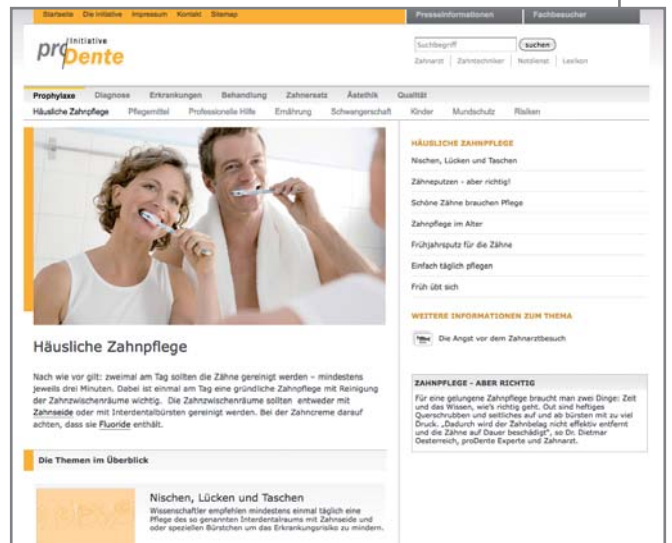 Startseite Die Initiative Impressum Kontakt Sitemap
Presseinformationen Fachbesucher
Initiative
proDente
Suchbegriff suchen
Zahnarzt Zahntechniker Notdienst Lexikon
Prophylaxe Diagnose Erkrankungen Behandlung Zahnersatz Ästethik Qualität
Häusliche Zahnpflege Pflegemittel Professionelle Hilfe Ernährung Schwangerschaft Kinder Mundschutz Risiken
HÄUSLICHE ZAHNPFLEGE
Nischen, Lücken und Taschen
Zähneputzen - aber richtig!
Schöne Zähne brauchen Pflege
Zahnpflege im Alter
Frühjahrsputz für die Zähne
Einfach täglich pflegen
Früh übt sich
WEITERE INFORMATIONEN ZUM THEMA
Die Angst vor dem Zahnarztbesuch
Häusliche Zahnpflege
Nach wie vor gilt: zweimal am Tag sollten die Zähne gereinigt werden – mindestens
jeweils drei Minuten. Dabei ist einmal am Tag eine gründliche Zahnpflege mit Reinigung
der Zahnzwischenräume wichtig. Die Zahnzwischenräume sollten entweder mit
Zahnseide oder mit Interdentalbürsten gereinigt werden. Bei der Zahncreme darauf
achten, dass sie Fluoride enthält.
ZAHNPFLEGE - ABER RICHTIG
Für eine gelungene Zahnpflege braucht man zwei Dinge: Zeit
und das Wissen, wie's richtig geht. Out sind heftiges
Querschrubben und seitliches auf und ab bürsten mit zu viel
Druck. „Dadurch wird der Zahnbelag nicht effektiv entfernt
und die Zähne auf Dauer beschädigt", so Dr. Dietmar
Oesterreich, proDente Experte und Zahnarzt.
Die Themen im Überblick
Nischen, Lücken und Taschen
Wissenschaftler empfehlen mindestens einmal täglich eine
Pflege des so genannten Interdentalraums mit Zahnseide und
oder speziellen Bürstchen um das Erkrankungsrisiko zu mindern.